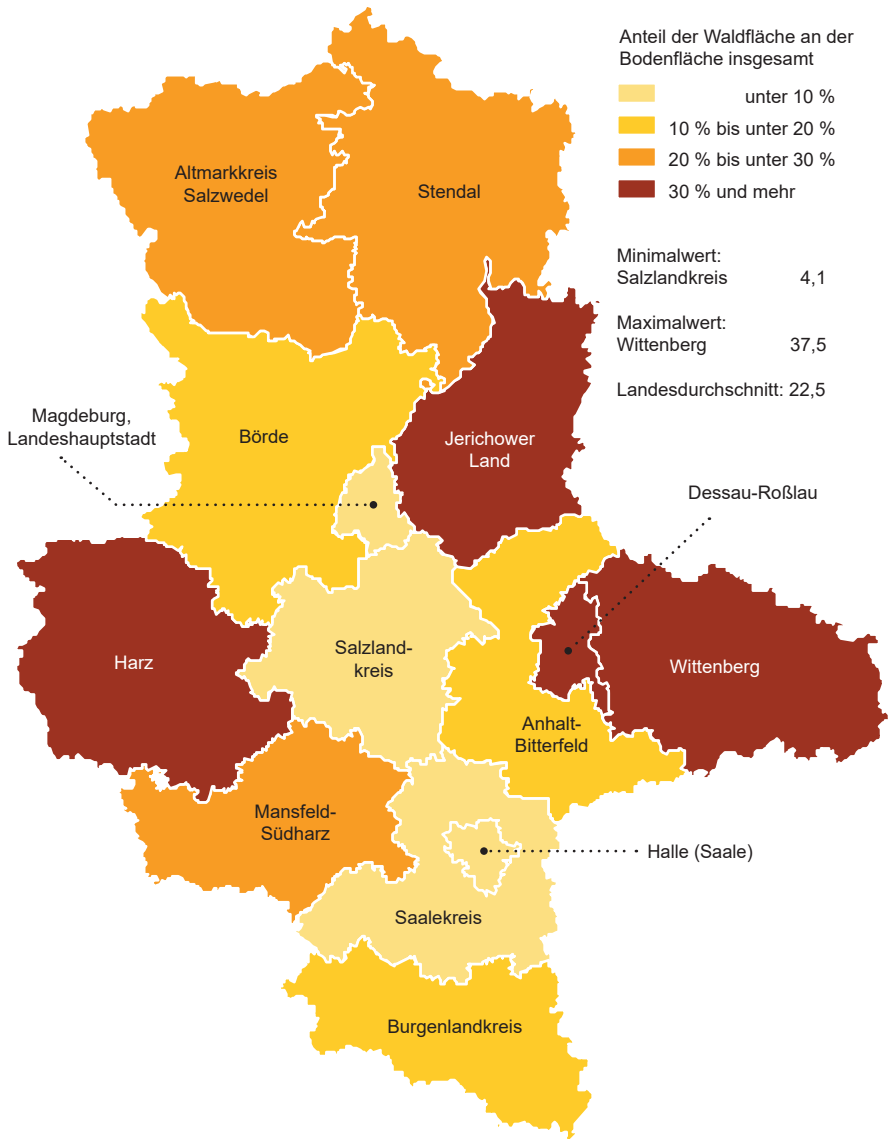 Anteil der Waldfläche an der
Bodenfläche insgesamt
unter 10 %
10 % bis unter 20 %
20 % bis unter 30 %
30 % und mehr
Minimalwert:
Salzlandkreis 4,1
Maximalwert:
Wittenberg 37,5
Landesdurchschnitt: 22,5
Altmarkkreis
Salzwedel
Stendal
Magdeburg,
Landeshauptstadt
Börde
Jerichower
Land
Dessau-Roßlau
Harz
Salzland-
kreis
Wittenberg
Anhalt-
Bitterfeld
Mansfeld-
Südharz
Halle (Saale)
Saalekreis
Burgenlandkreis